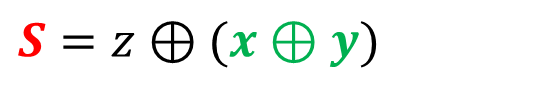 S = z ⊕ (x ⊕ y)